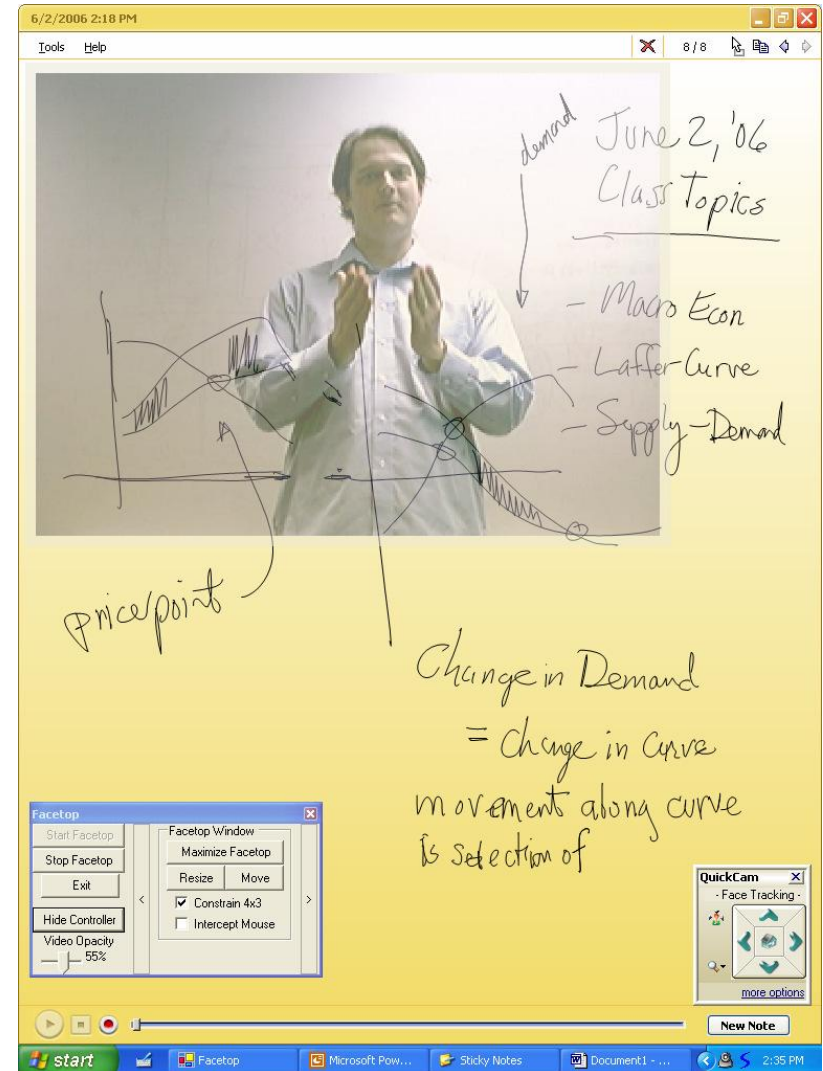 6/2/2006 2:18 PM
Tools Help
8/8
demand
June 2, '06
Class Topics
- Macro Econ
- Laffer Curve
- Supply-Demand
price/point
Change in Demand
= Change in Curve
movement along curve
is selection of
Facetop
Start Facetop
Stop Facetop
Exit
Hide Controller
Video Opacity
55%
<
Facetop Window
Maximize Facetop
Resize Move
Constrain 4x3
Intercept Mouse
>
QuickCam
- Face Tracking -
more options
New Note
start
Facetop
Microsoft Pow...
Sticky Notes
Document1 - ...
2:35 PM